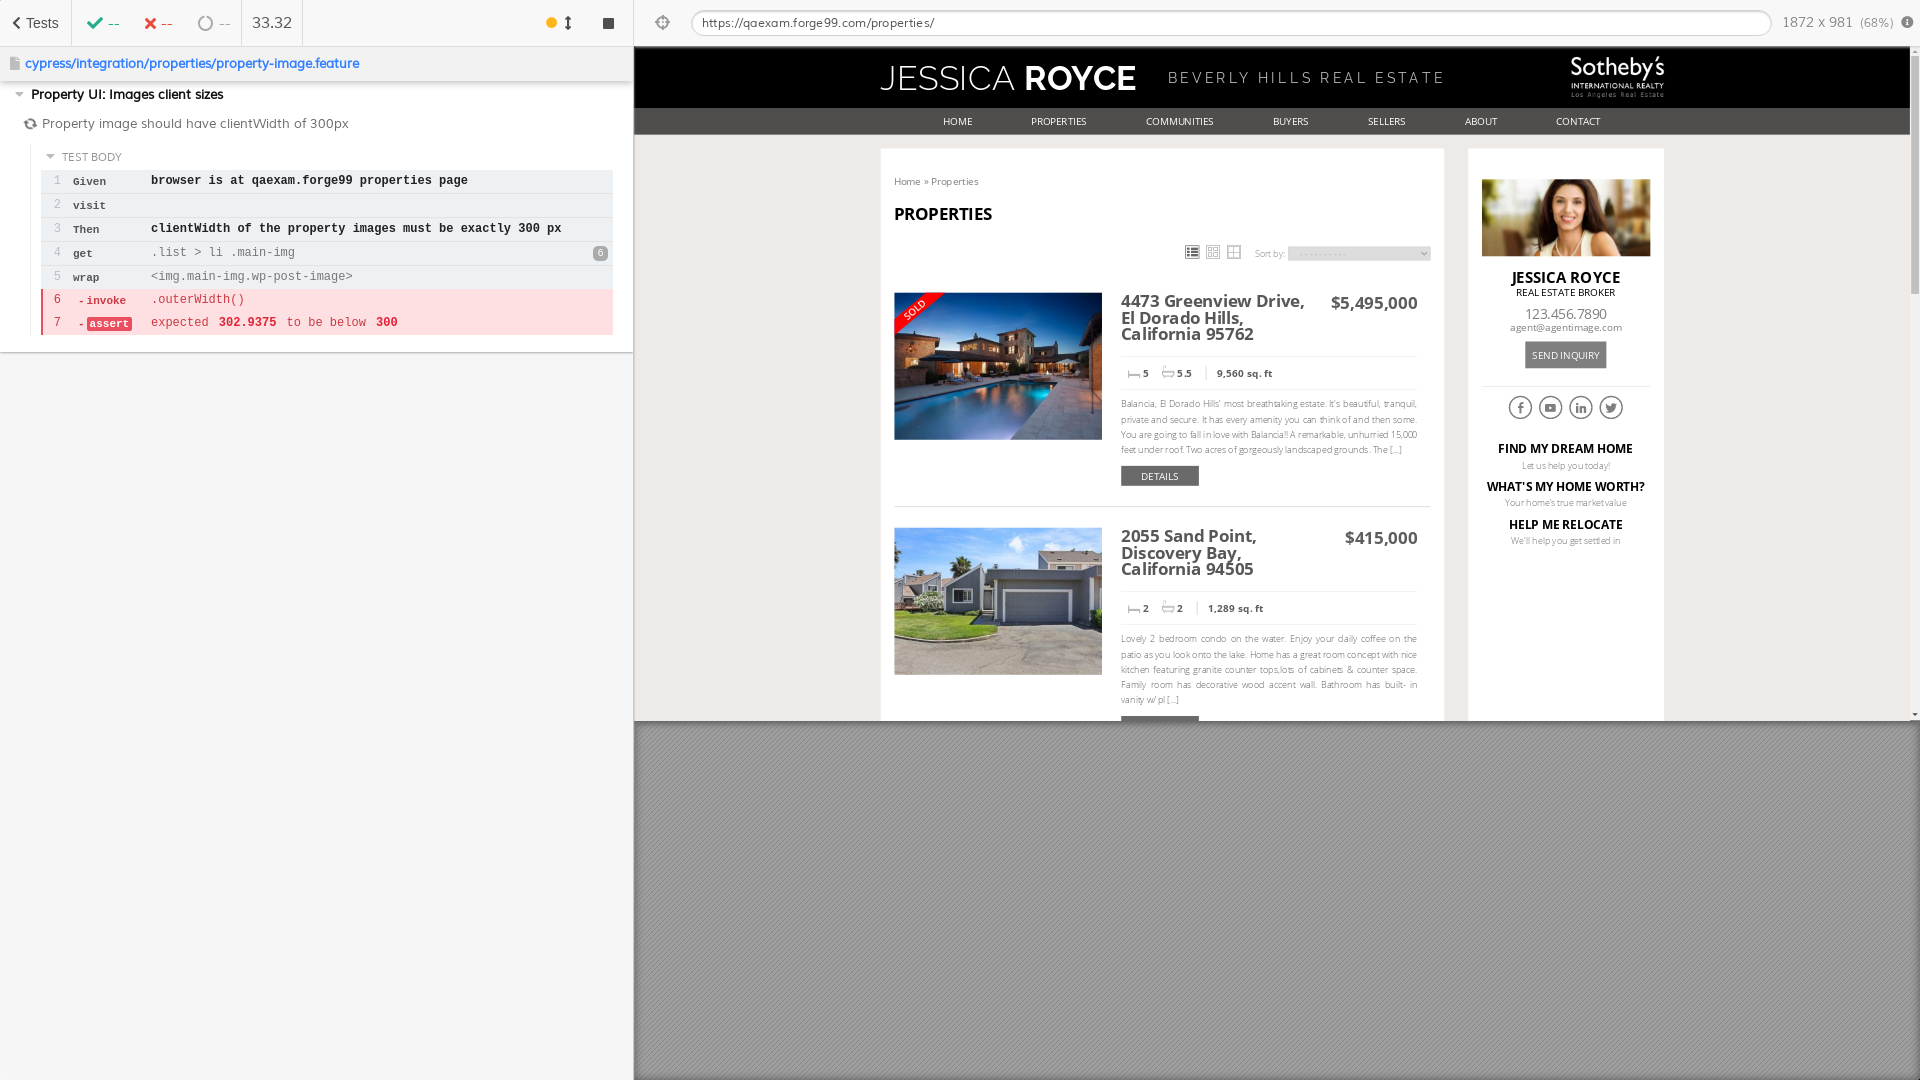 Tests
--
--
--
33.32
https://qaexam.forge99.com/properties/
1872 x 981 (68%)
cypress/integration/properties/property-image.feature
Property UI: Images client sizes
Property image should have clientWidth of 300px
TEST BODY
1 Given browser is at qaexam.forge99 properties page
2 visit
3 Then clientWidth of the property images must be exactly 300 px
4 get .list > li .main-img 6
5 wrap <img.main-img.wp-post-image>
6 -invoke .outerWidth()
7 -assert expected 302.9375 to be below 300
JESSICA ROYCE
BEVERLY HILLS REAL ESTATE
Sotheby's
INTERNATIONAL REALTY
Los Angeles Real Estate
HOME PROPERTIES COMMUNITIES BUYERS SELLERS ABOUT CONTACT
Home » Properties
PROPERTIES
Sort by: ----------
SOLD
4473 Greenview Drive,
El Dorado Hills,
California 95762
$5,495,000
5 5.5 9,560 sq. ft
Balancia, El Dorado Hills' most breathtaking estate. It's beautiful, tranquil,
private and secure. It has every amenity you can think of and then some.
You are going to fall in love with Balancia!! A remarkable, unhurried 15,000
feet under roof. Two acres of gorgeously landscaped grounds. The [...]
DETAILS
2055 Sand Point,
Discovery Bay,
California 94505
$415,000
2 2 1,289 sq. ft
Lovely 2 bedroom condo on the water. Enjoy your daily coffee on the
patio as you look onto the lake. Home has a great room concept with nice
kitchen featuring granite counter tops,lots of cabinets & counter space.
Family room has decorative wood accent wall. Bathroom has built- in
vanity w/ pl [...]
JESSICA ROYCE
REAL ESTATE BROKER
123.456.7890
agent@agentimage.com
SEND INQUIRY
FIND MY DREAM HOME
Let us help you today!
WHAT'S MY HOME WORTH?
Your home's true market value
HELP ME RELOCATE
We'll help you get settled in